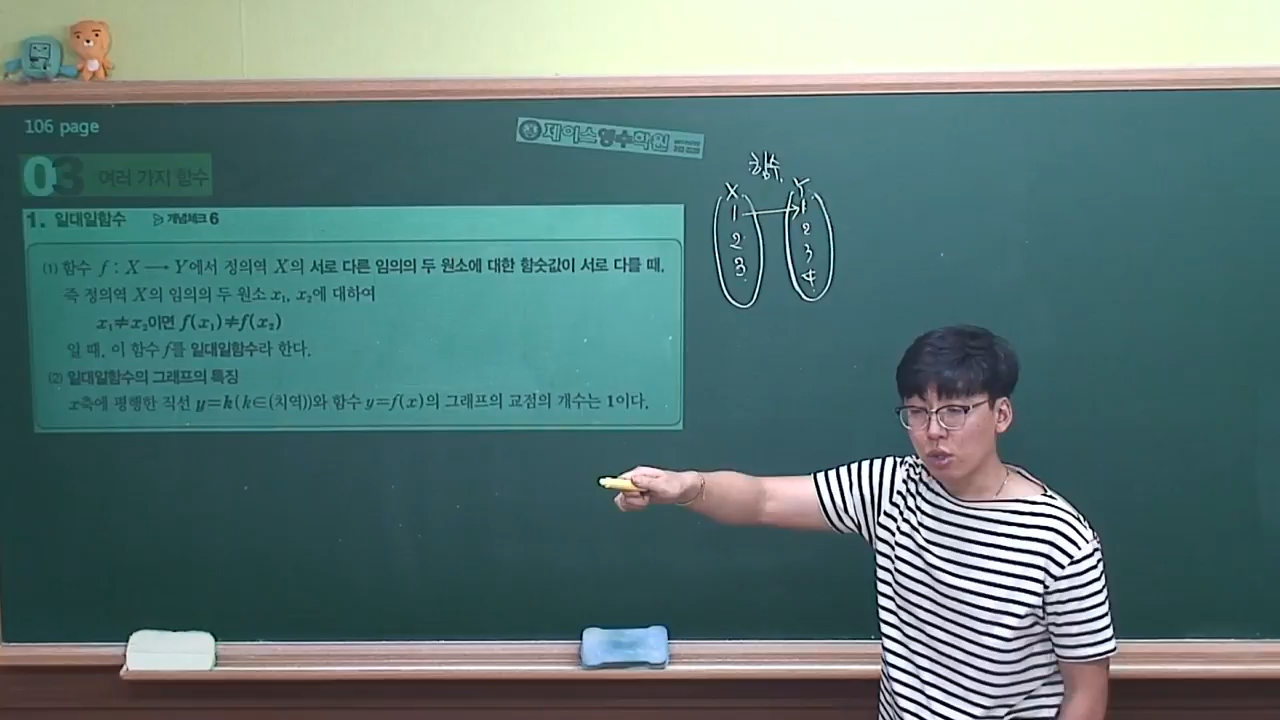 106 page
제이스영수학원
03 여러 가지 함수
1. 일대일함수 ▷ 개념체크 6
⑴ 함수 f : X ⟶ Y에서 정의역 X의 서로 다른 임의의 두 원소에 대한 함숫값이 서로 다를 때,
즉 정의역 X의 임의의 두 원소 x₁, x₂에 대하여
x₁≠x₂이면 f(x₁)≠f(x₂)
일 때, 이 함수 f를 일대일함수라 한다.
⑵ 일대일함수의 그래프의 특징
x축에 평행한 직선 y=k(k∈(치역))와 함수 y=f(x)의 그래프의 교점의 개수는 1이다.
함수
X Y
1 1
2 2
3 3
4